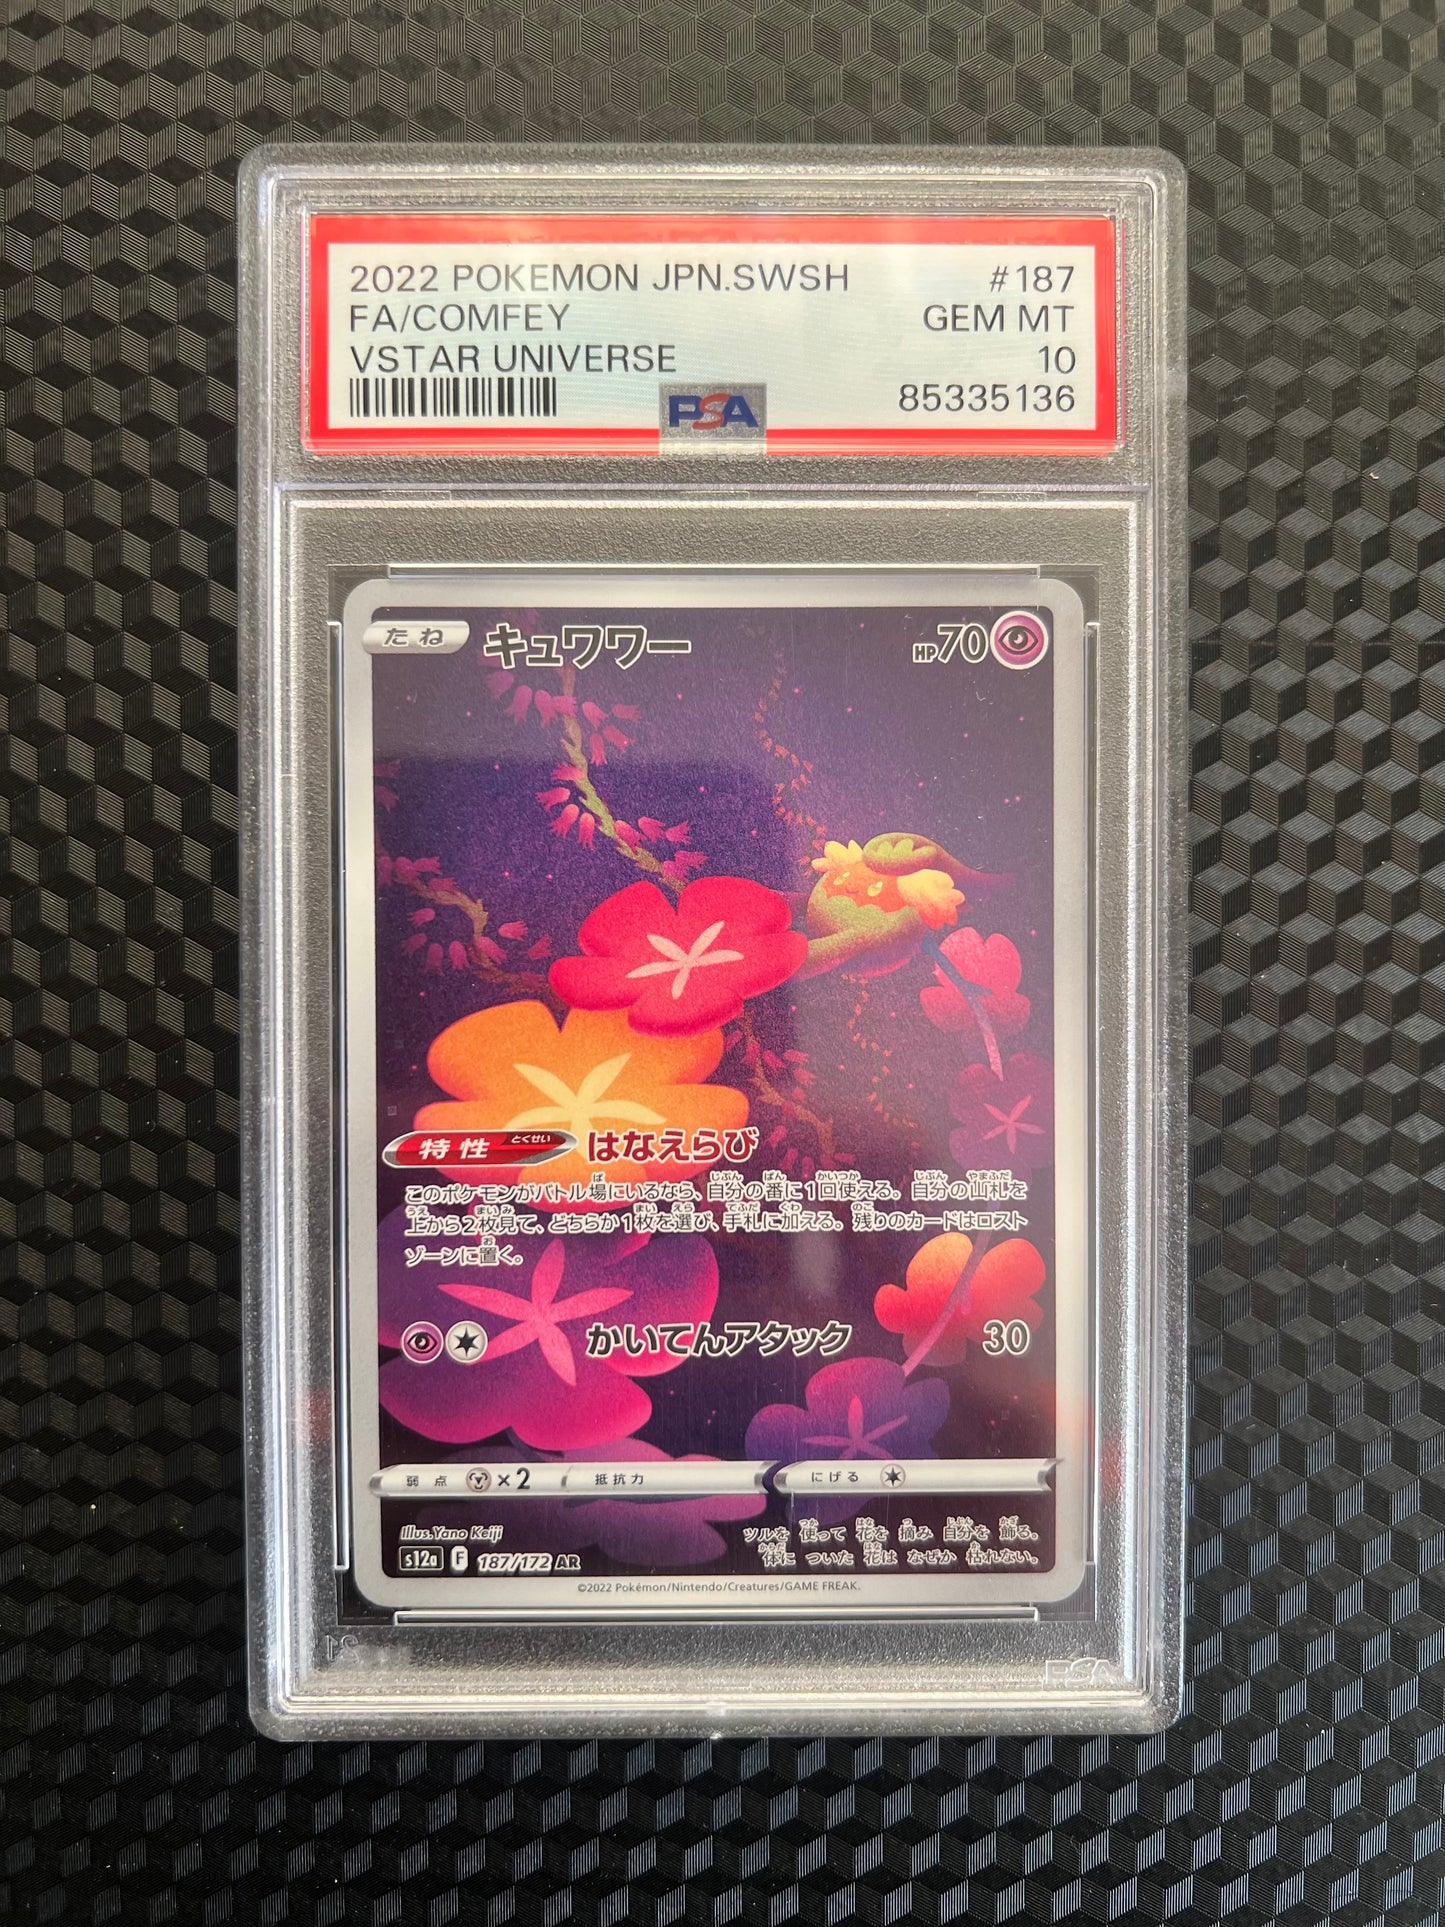 2022 POKEMON JPN.SWSH #187
FA/COMFEY GEM MT
VSTAR UNIVERSE 10
85335136
PSA
たね キュワワー HP70
特性 とくせい はなえらび
このポケモンがバトル場にいるなら、自分の番に1回使える。自分の山札を
上から2枚見て、どちらか1枚を選び、手札に加える。残りのカードはロスト
ゾーンに置く。
かいてんアタック 30
弱点 ×2 抵抗力 にげる
Illus. Yano Keiji
ツルを 使って 花を 摘み 自分を 飾る。
体に ついた 花は なぜか 枯れない。
s12a F 187/172 AR
©2022 Pokémon/Nintendo/Creatures/GAME FREAK.
PSA